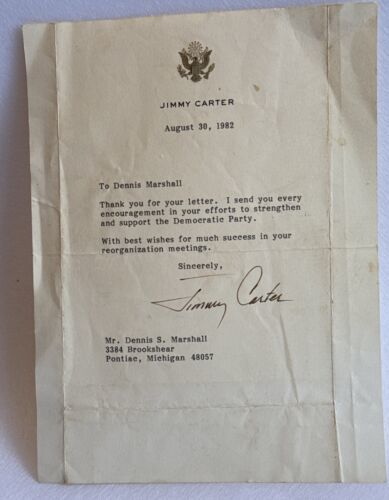 JIMMY CARTER
August 30, 1982
To Dennis Marshall
Thank you for your letter. I send you every
encouragement in your efforts to strengthen
and support the Democratic Party.
With best wishes for much success in your
reorganization meetings.
Sincerely,
Jimmy Carter
Mr. Dennis S. Marshall
3384 Brookshear
Pontiac, Michigan 48057